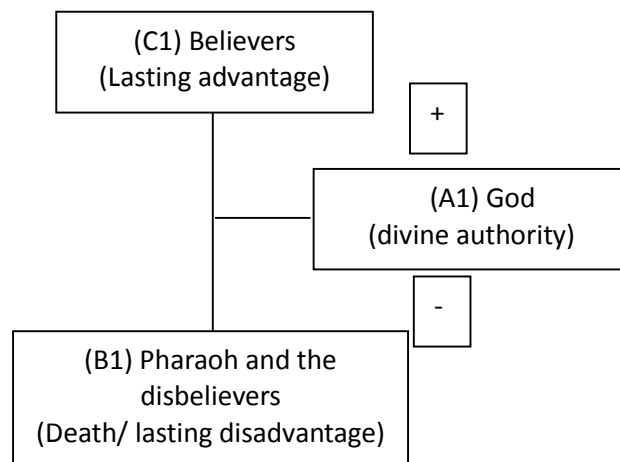 (C1) Believers
(Lasting advantage)
+
(A1) God
(divine authority)
-
(B1) Pharaoh and the
disbelievers
(Death/ lasting disadvantage)